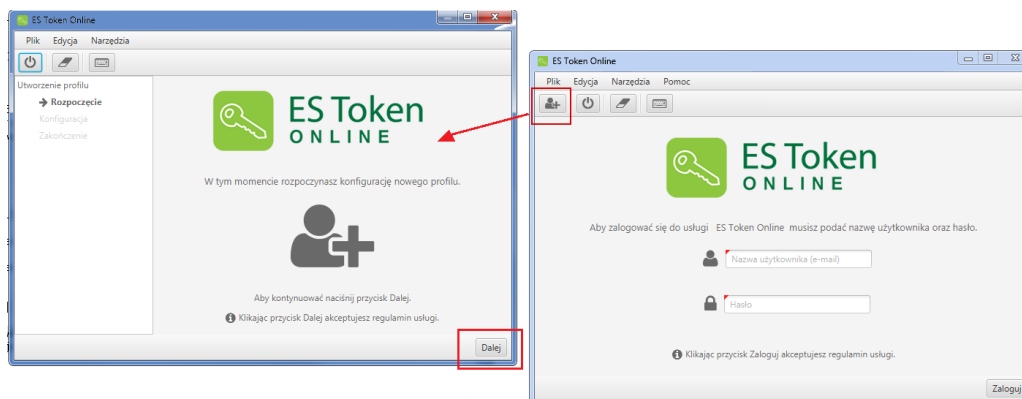 ES Token Online
Plik Edycja Narzędzia
Utworzenie profilu
Rozpoczęcie
Konfiguracja
Zakończenie
ES Token
ONLINE
W tym momencie rozpoczynasz konfigurację nowego profilu.
Aby kontynuować naciśnij przycisk Dalej.
Klikając przycisk Dalej akceptujesz regulamin usługi.
Dalej
ES Token Online
Plik Edycja Narzędzia Pomoc
ES Token
ONLINE
Aby zalogować się do usługi ES Token Online musisz podać nazwę użytkownika oraz hasło.
Nazwa użytkownika (e-mail)
Hasło
Klikając przycisk Zaloguj akceptujesz regulamin usługi.
Zaloguj